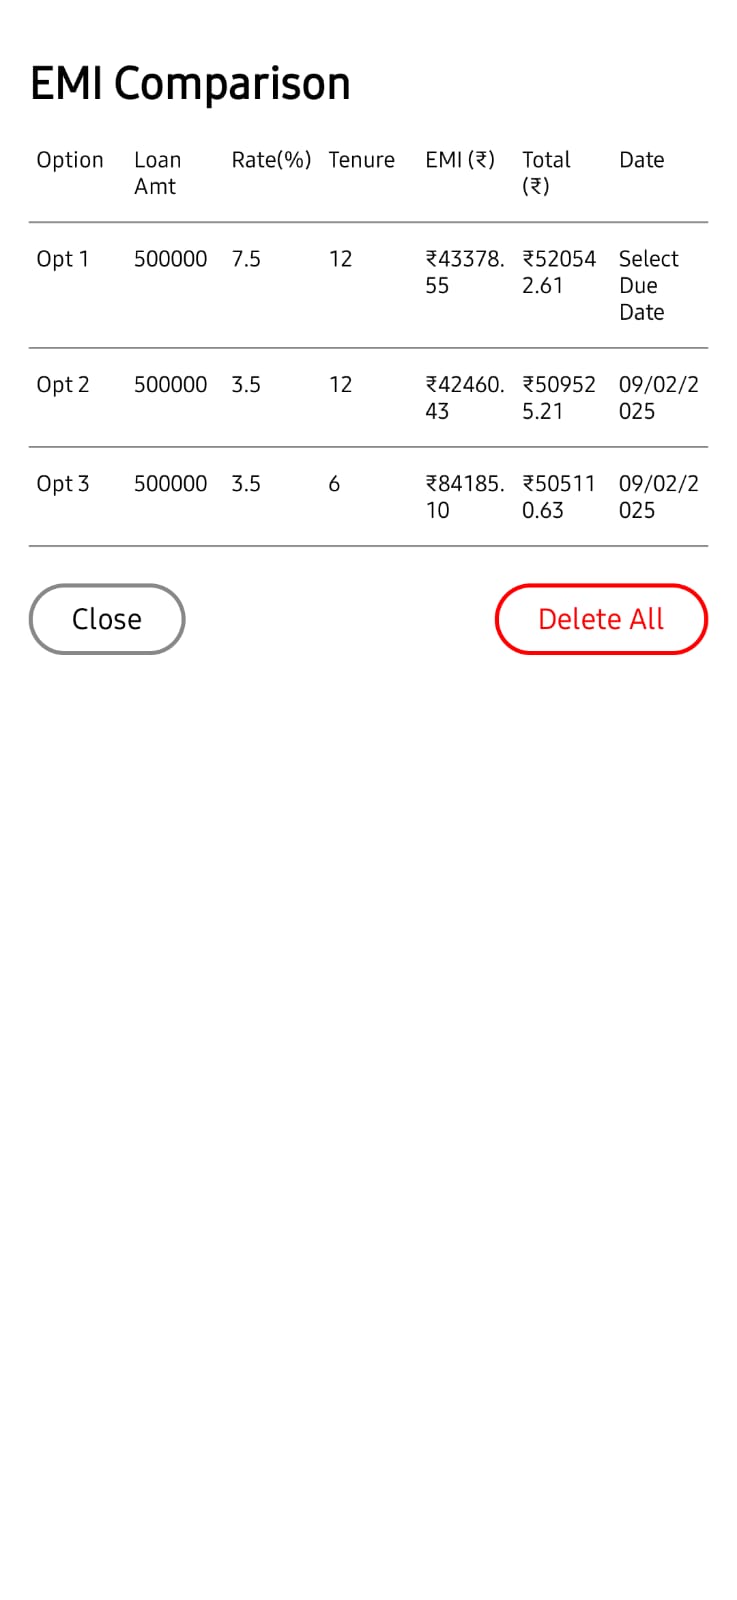 EMI Comparison
Option Loan Amt Rate(%) Tenure EMI (₹) Total (₹) Date
Opt 1 500000 7.5 12 ₹43378.55 ₹520542.61 Select Due Date
Opt 2 500000 3.5 12 ₹42460.43 ₹509525.21 09/02/2025
Opt 3 500000 3.5 6 ₹84185.10 ₹505110.63 09/02/2025
Close Delete All